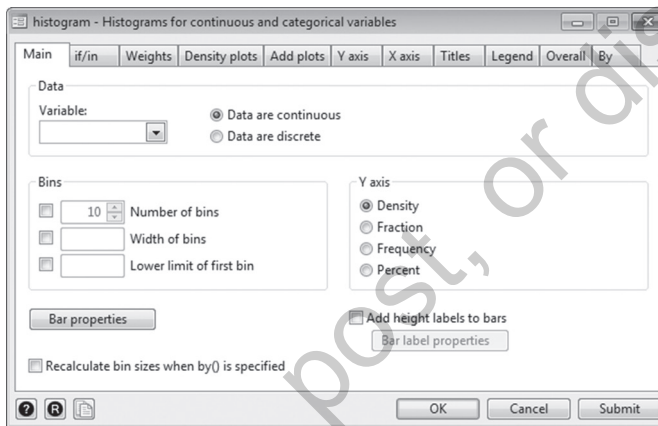 histogram - Histograms for continuous and categorical variables
Main if/in Weights Density plots Add plots Y axis X axis Titles Legend Overall By
Data
Variable:
Data are continuous
Data are discrete
Bins
10 Number of bins
Width of bins
Lower limit of first bin
Y axis
Density
Fraction
Frequency
Percent
Bar properties
Add height labels to bars
Bar label properties
Recalculate bin sizes when by() is specified
? R
OK Cancel Submit
post, or dis